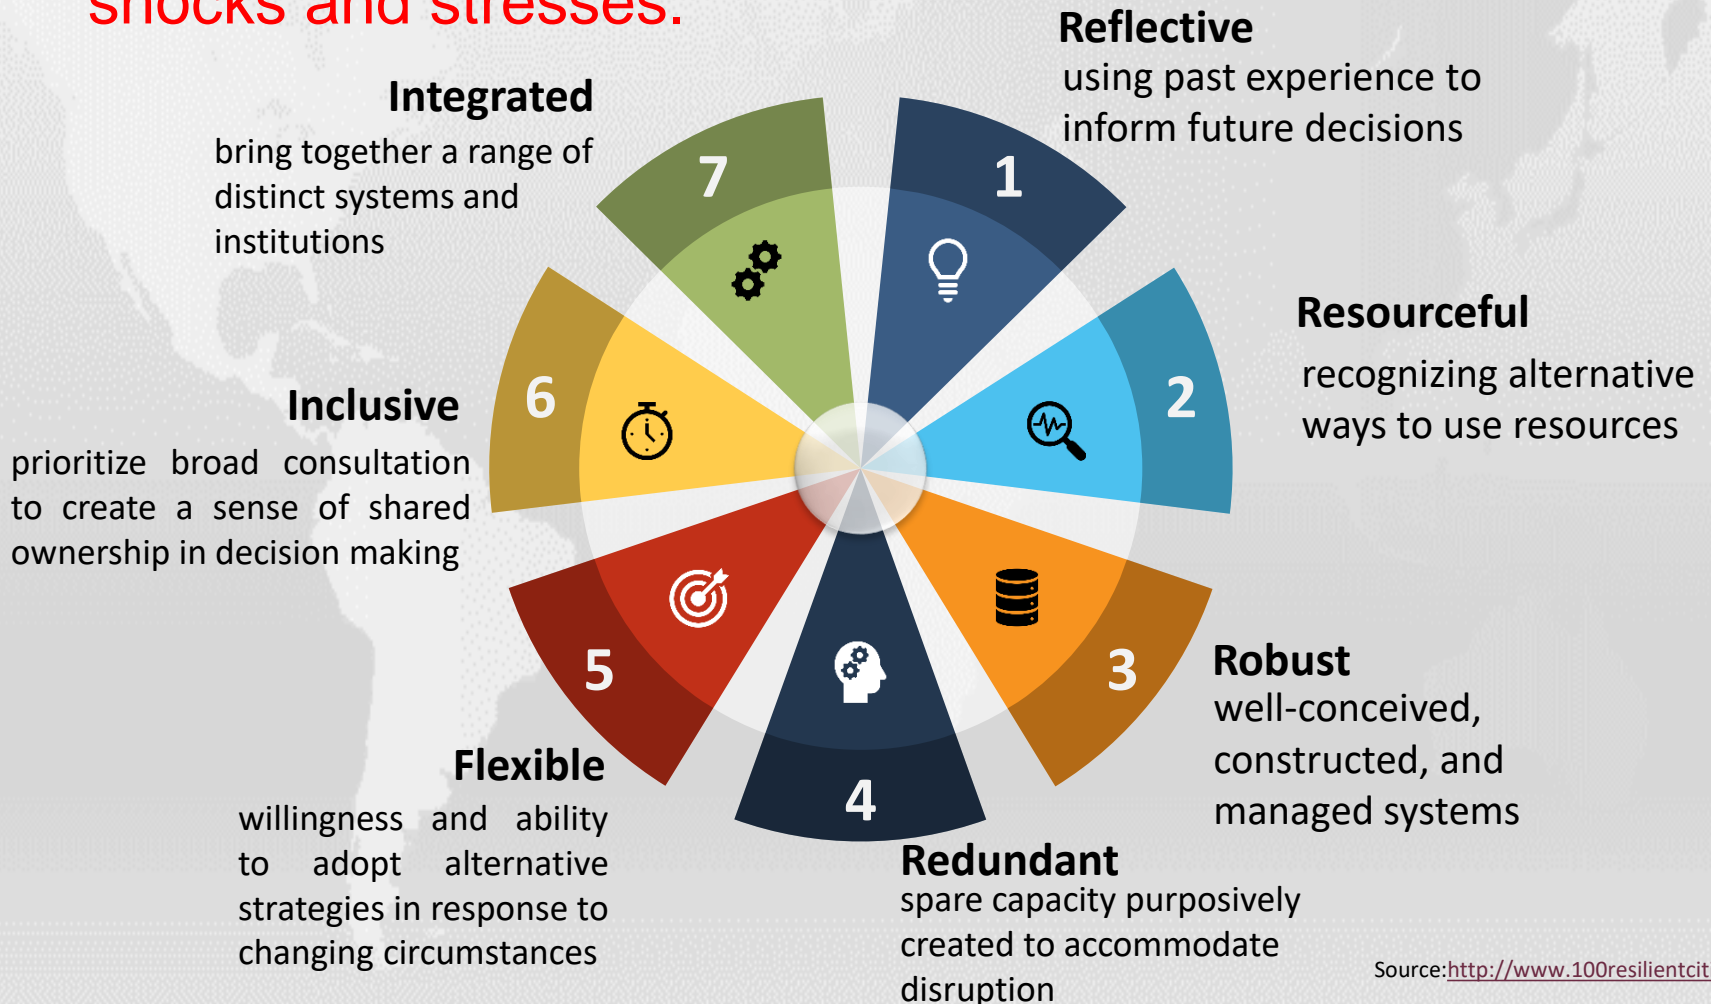 shocks and stresses.
Reflective
using past experience to
inform future decisions
Integrated
bring together a range of
distinct systems and
institutions
7
1
Resourceful
recognizing alternative
ways to use resources
2
6
Inclusive
prioritize broad consultation
to create a sense of shared
ownership in decision making
5
3
Robust
well-conceived,
constructed, and
managed systems
Flexible
willingness and ability
to adopt alternative
strategies in response to
changing circumstances
4
Redundant
spare capacity purposively
created to accommodate
disruption
Source:http://www.100resilientcit